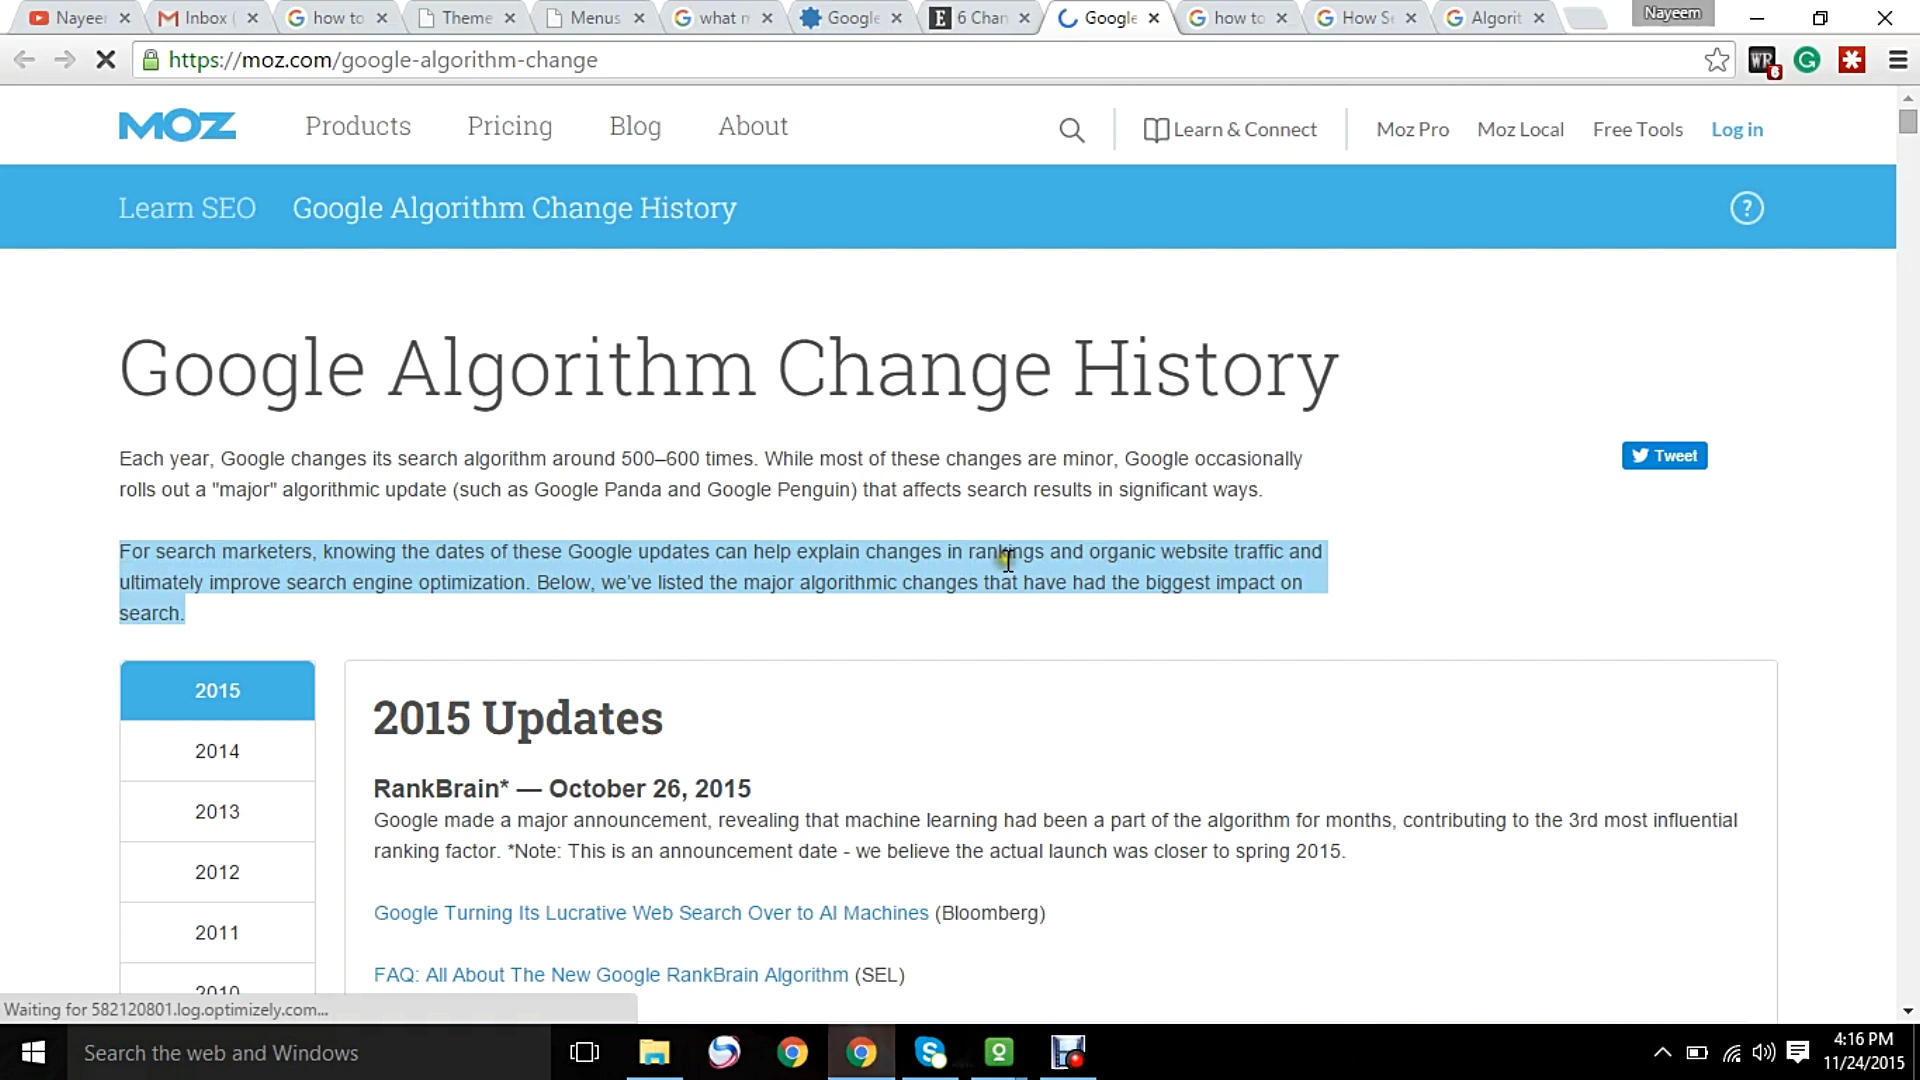 Nayeer
Inbox (
how to
Theme
Menus
what n
Google
6 Chan
Google
how to
How Se
Algorit
Nayeem
https://moz.com/google-algorithm-change
WR
6
MOZ
Products
Pricing
Blog
About
Learn & Connect
Moz Pro
Moz Local
Free Tools
Log in
Learn SEO
Google Algorithm Change History
?
Google Algorithm Change History
Each year, Google changes its search algorithm around 500–600 times. While most of these changes are minor, Google occasionally
rolls out a "major" algorithmic update (such as Google Panda and Google Penguin) that affects search results in significant ways.
Tweet
For search marketers, knowing the dates of these Google updates can help explain changes in rankings and organic website traffic and
ultimately improve search engine optimization. Below, we've listed the major algorithmic changes that have had the biggest impact on
search.
2015
2014
2013
2012
2011
2010
2015 Updates
RankBrain* — October 26, 2015
Google made a major announcement, revealing that machine learning had been a part of the algorithm for months, contributing to the 3rd most influential
ranking factor. *Note: This is an announcement date - we believe the actual launch was closer to spring 2015.
Google Turning Its Lucrative Web Search Over to AI Machines (Bloomberg)
FAQ: All About The New Google RankBrain Algorithm (SEL)
Waiting for 582120801.log.optimizely.com...
Search the web and Windows
4:16 PM
11/24/2015